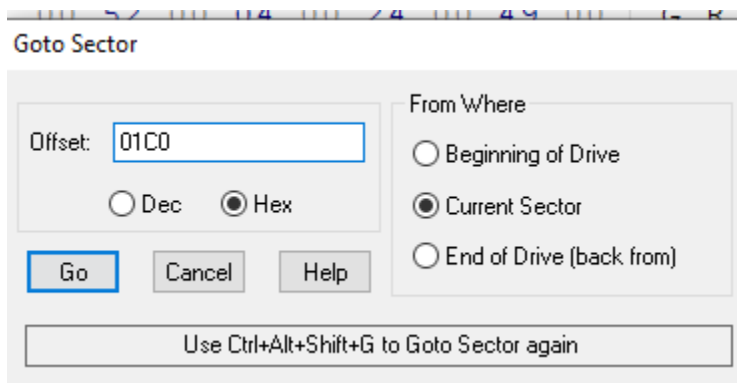 Goto Sector
Offset: 01C0
Dec Hex
From Where
Beginning of Drive
Current Sector
End of Drive (back from)
Go Cancel Help
Use Ctrl+Alt+Shift+G to Goto Sector again